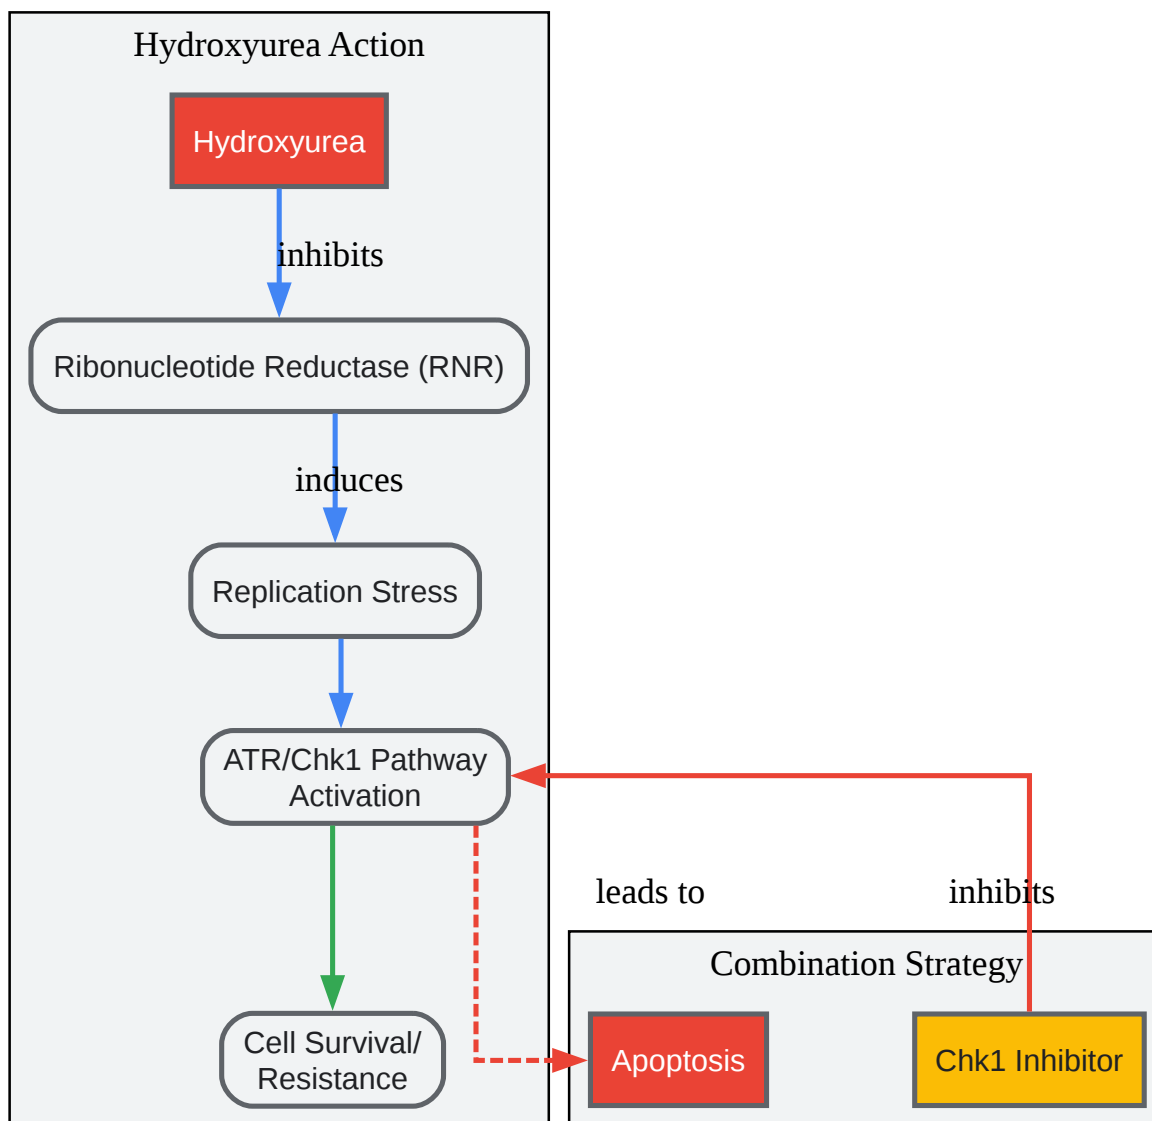 Hydroxyurea Action
Hydroxyurea
inhibits
Ribonucleotide Reductase (RNR)
induces
Replication Stress
ATR/Chk1 Pathway
Activation
leads to
inhibits
Combination Strategy
Cell Survival/
Resistance
Apoptosis
Chk1 Inhibitor